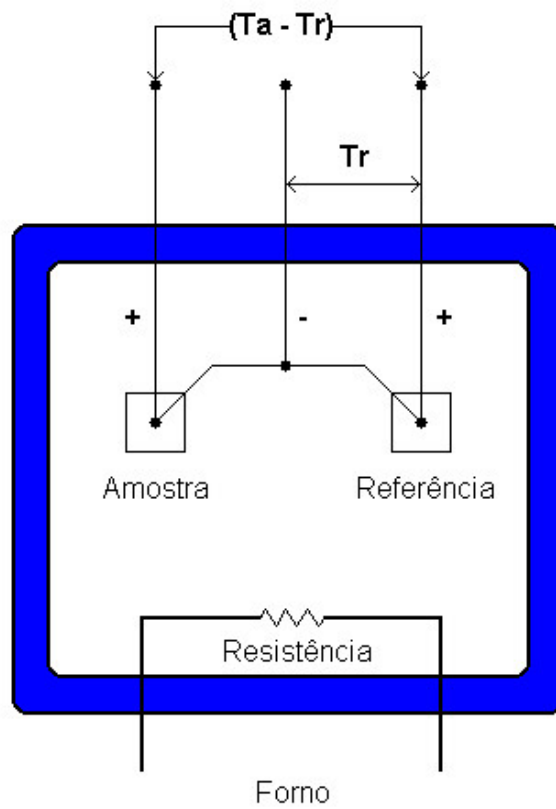 (Ta - Tr)
Tr
+ - +
Amostra Referência
Resistência
Forno